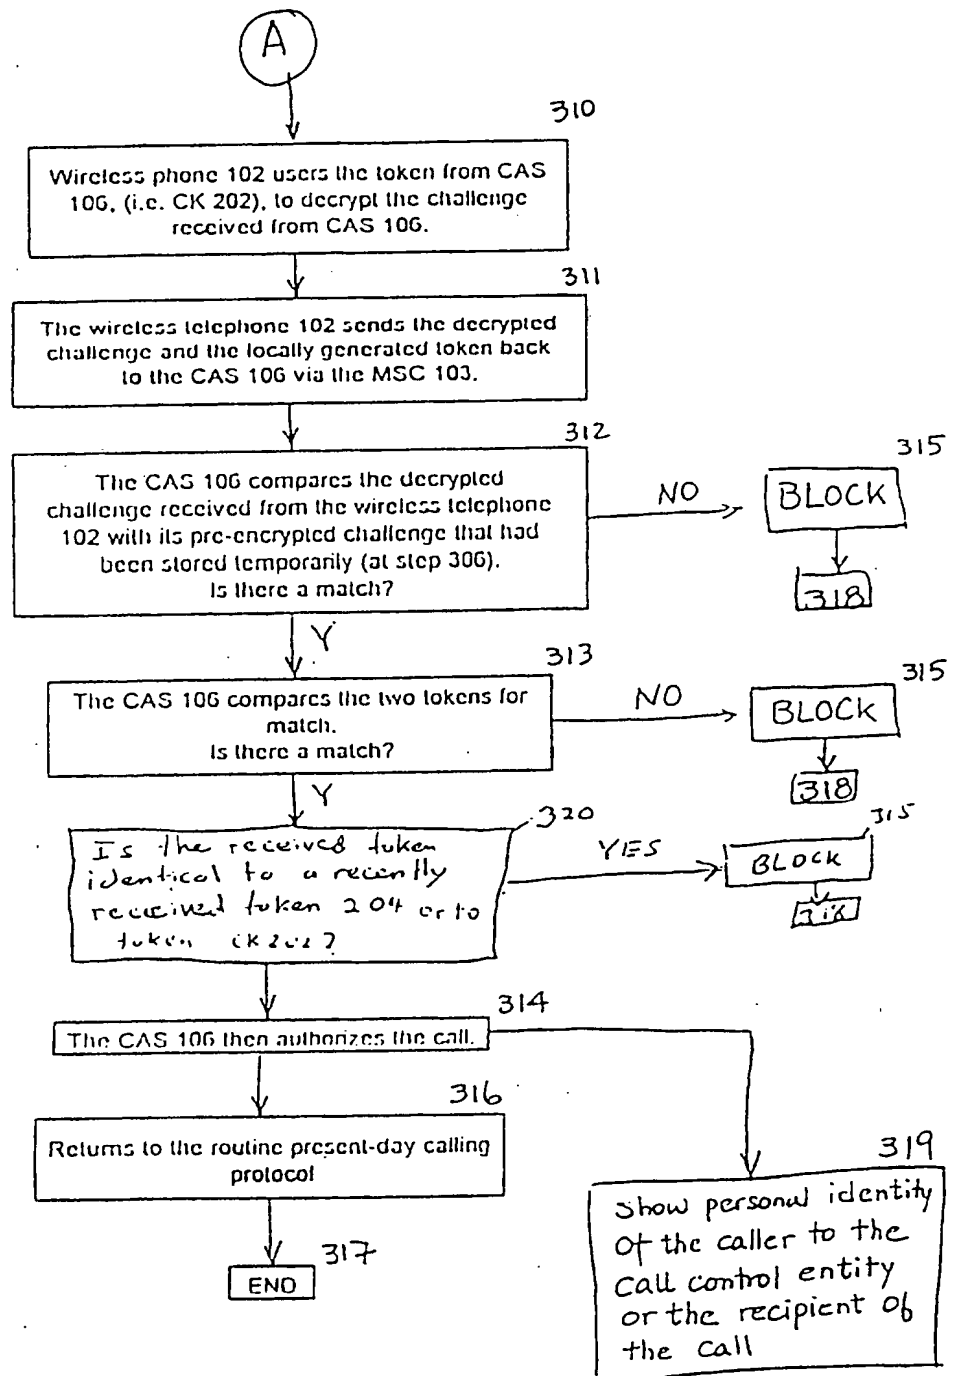 A
310
Wireless phone 102 users the token from CAS
106, (i.e. CK 202), to decrypt the challenge
received from CAS 106.
311
The wireless telephone 102 sends the decrypted
challenge and the locally generated token back
to the CAS 106 via the MSC 103.
312
The CAS 106 compares the decrypted
challenge received from the wireless telephone
102 with its pre-encrypted challenge that had
been stored temporarily (at step 306).
Is there a match?
NO
315
BLOCK
318
Y
313
The CAS 106 compares the two tokens for
match.
Is there a match?
NO
315
BLOCK
318
Y
320
Is the received token
identical to a recently
received token 204 or to
token CK 202?
YES
315
BLOCK
318
314
The CAS 106 then authorizes the call.
316
Returns to the routine present-day calling
protocol
317
END
319
Show personal identity
of the caller to the
Call control entity
or the recipient of
the call